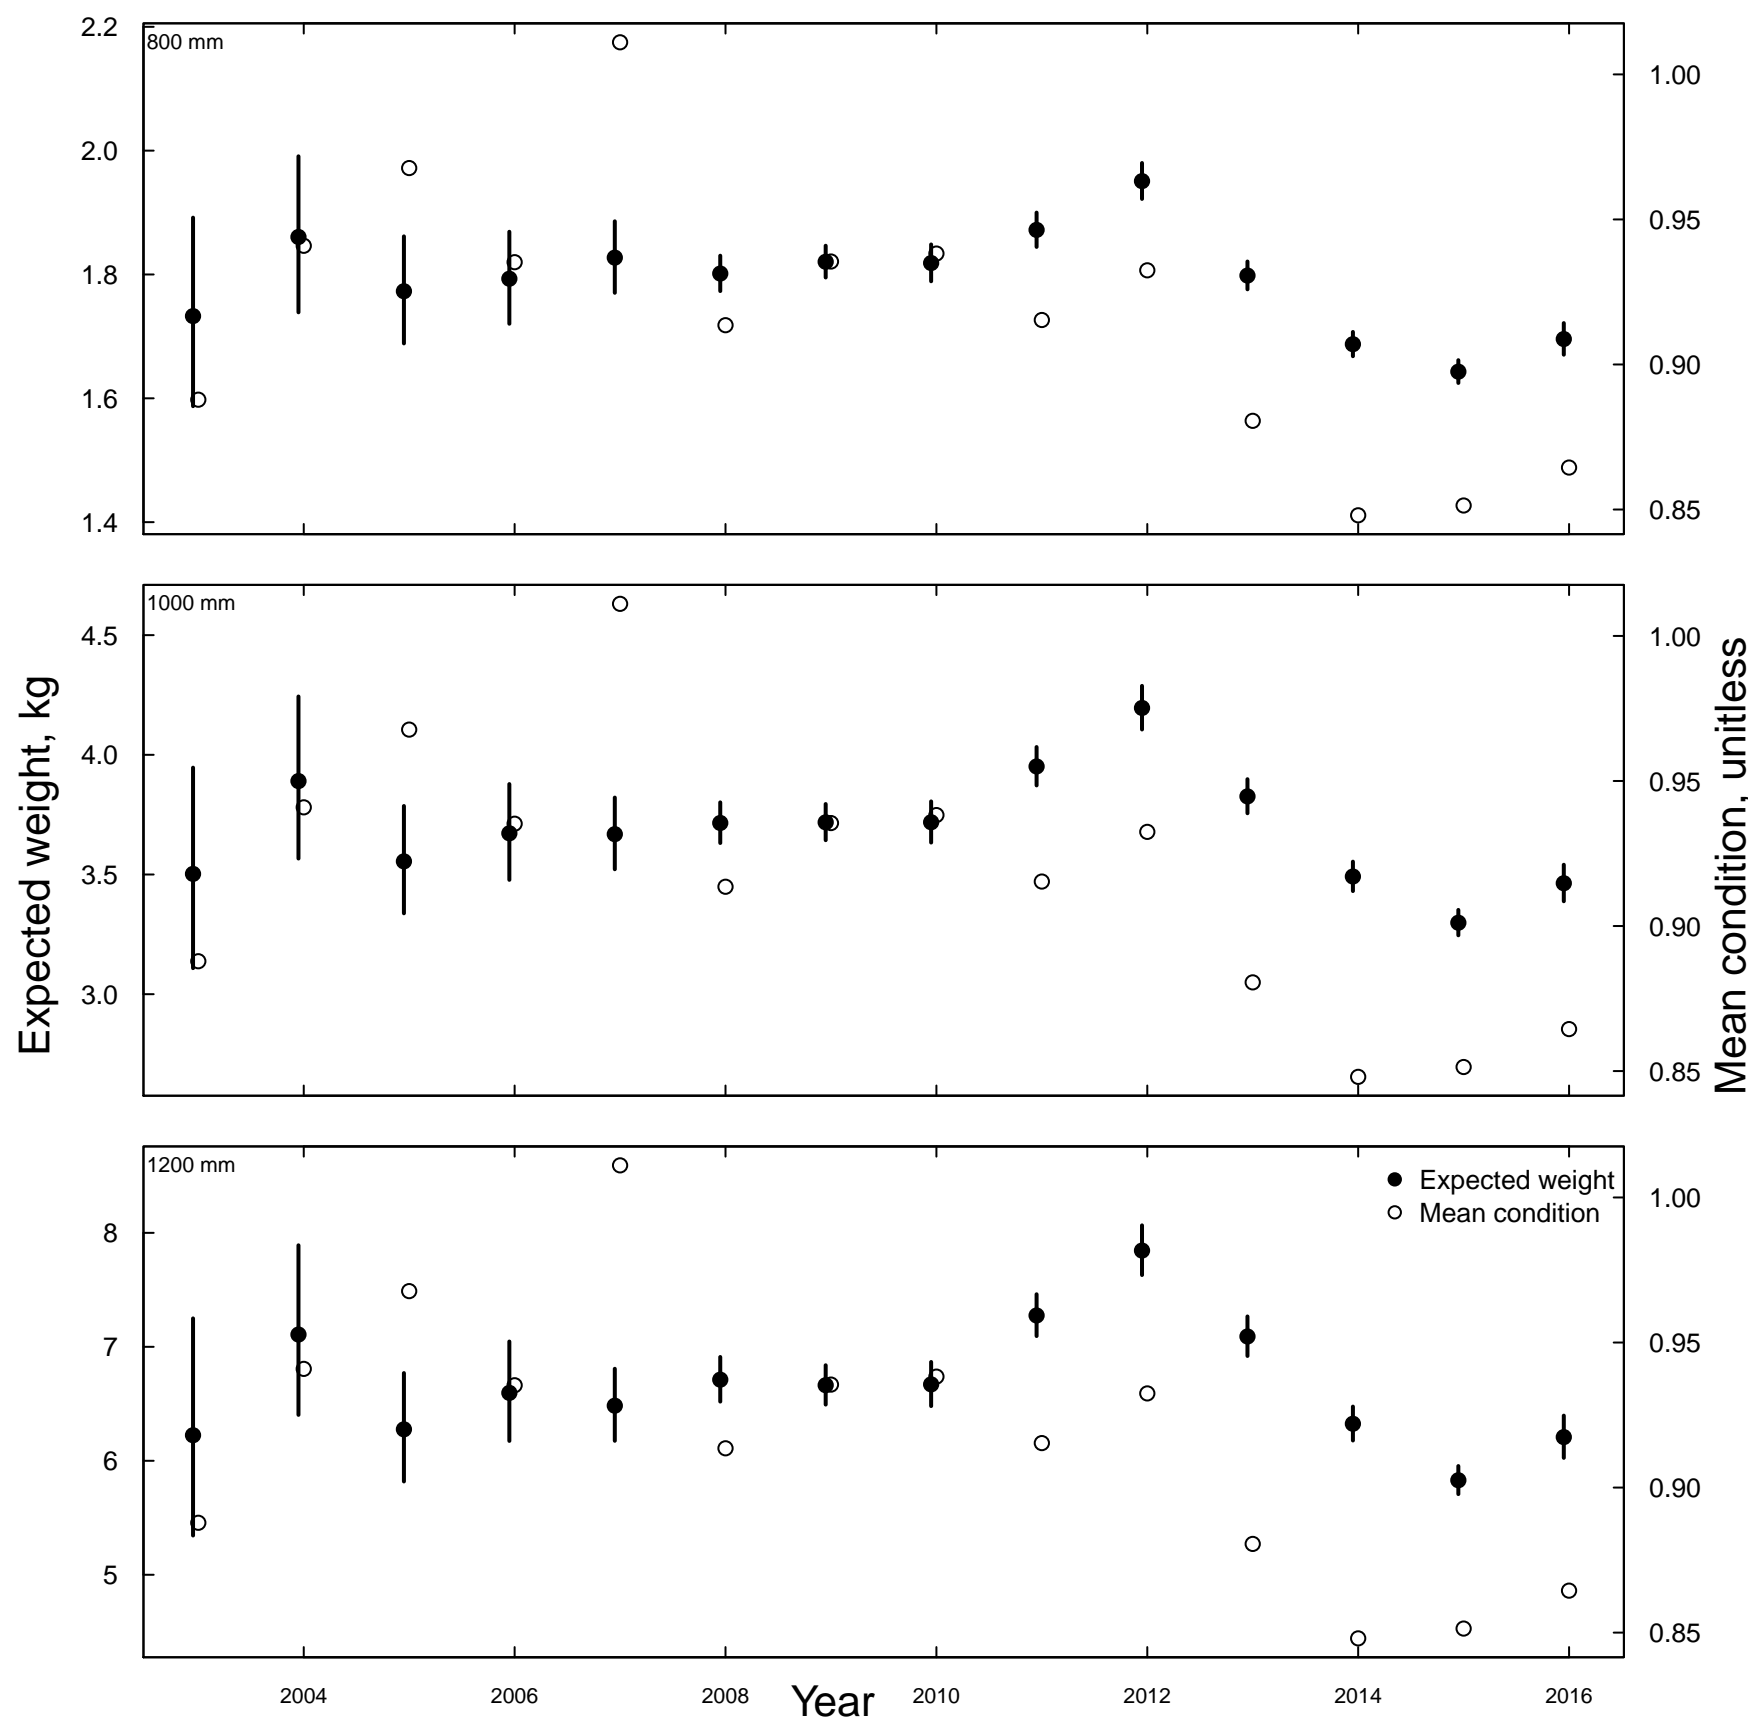 800 mm
2.2
2.0
1.8
1.6
1.4
1.00
0.95
0.90
0.85
1000 mm
4.5
4.0
3.5
3.0
1.00
0.95
0.90
0.85
Expected weight, kg
Mean condition, unitless
1200 mm
8
7
6
5
Expected weight
Mean condition
1.00
0.95
0.90
0.85
2004 2006 2008 2010 2012 2014 2016
Year